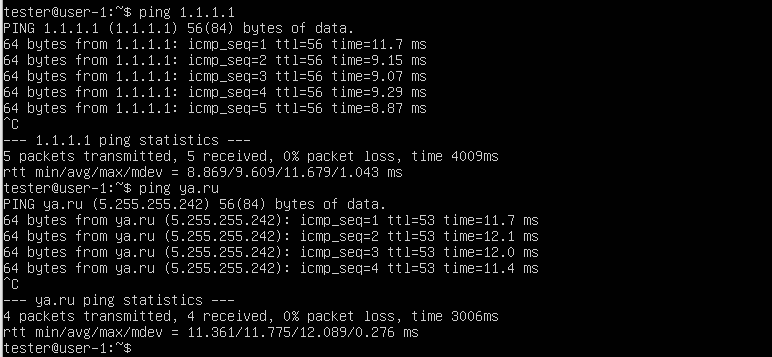 tester@user-1:~$ ping 1.1.1.1
PING 1.1.1.1 (1.1.1.1) 56(84) bytes of data.
64 bytes from 1.1.1.1: icmp_seq=1 ttl=56 time=11.7 ms
64 bytes from 1.1.1.1: icmp_seq=2 ttl=56 time=9.15 ms
64 bytes from 1.1.1.1: icmp_seq=3 ttl=56 time=9.07 ms
64 bytes from 1.1.1.1: icmp_seq=4 ttl=56 time=9.29 ms
64 bytes from 1.1.1.1: icmp_seq=5 ttl=56 time=8.87 ms
^C
--- 1.1.1.1 ping statistics ---
5 packets transmitted, 5 received, 0% packet loss, time 4009ms
rtt min/avg/max/mdev = 8.869/9.609/11.679/1.043 ms
tester@user-1:~$ ping ya.ru
PING ya.ru (5.255.255.242) 56(84) bytes of data.
64 bytes from ya.ru (5.255.255.242): icmp_seq=1 ttl=53 time=11.7 ms
64 bytes from ya.ru (5.255.255.242): icmp_seq=2 ttl=53 time=12.1 ms
64 bytes from ya.ru (5.255.255.242): icmp_seq=3 ttl=53 time=12.0 ms
64 bytes from ya.ru (5.255.255.242): icmp_seq=4 ttl=53 time=11.4 ms
^C
--- ya.ru ping statistics ---
4 packets transmitted, 4 received, 0% packet loss, time 3006ms
rtt min/avg/max/mdev = 11.361/11.775/12.089/0.276 ms
tester@user-1:~$